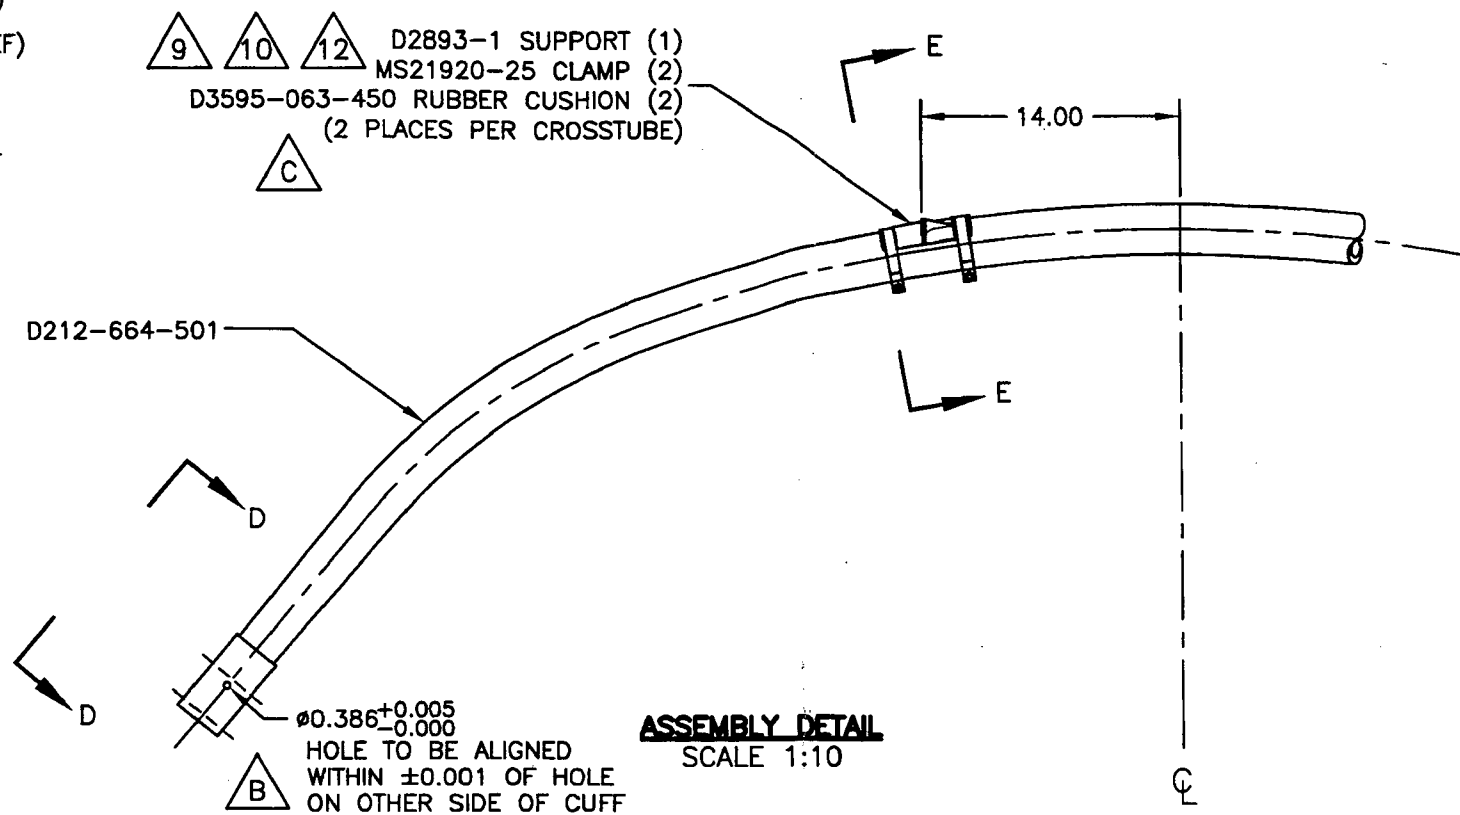 F)
9 10 12 D2893-1 SUPPORT (1)
MS21920-25 CLAMP (2)
D3595-063-450 RUBBER CUSHION (2)
(2 PLACES PER CROSSTUBE)
C
E
14.00
D212-664-501
E
D
D
Ø0.386 +0.005
-0.000
HOLE TO BE ALIGNED
WITHIN ±0.001 OF HOLE
ON OTHER SIDE OF CUFF
B
ASSEMBLY DETAIL
SCALE 1:10
℄